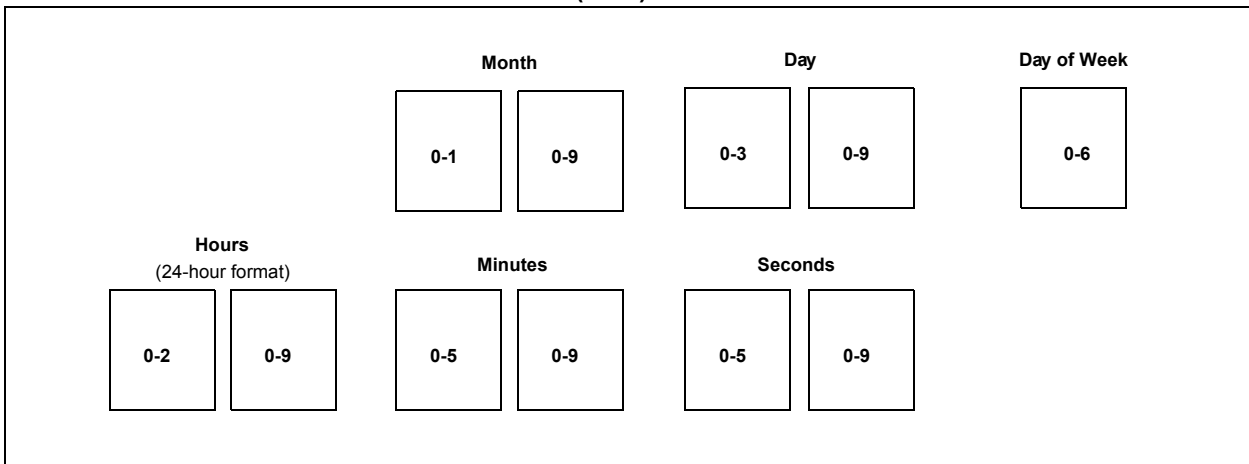 Month Day Day of Week
0-1 0-9 0-3 0-9 0-6
Hours
(24-hour format) Minutes Seconds
0-2 0-9 0-5 0-9 0-5 0-9